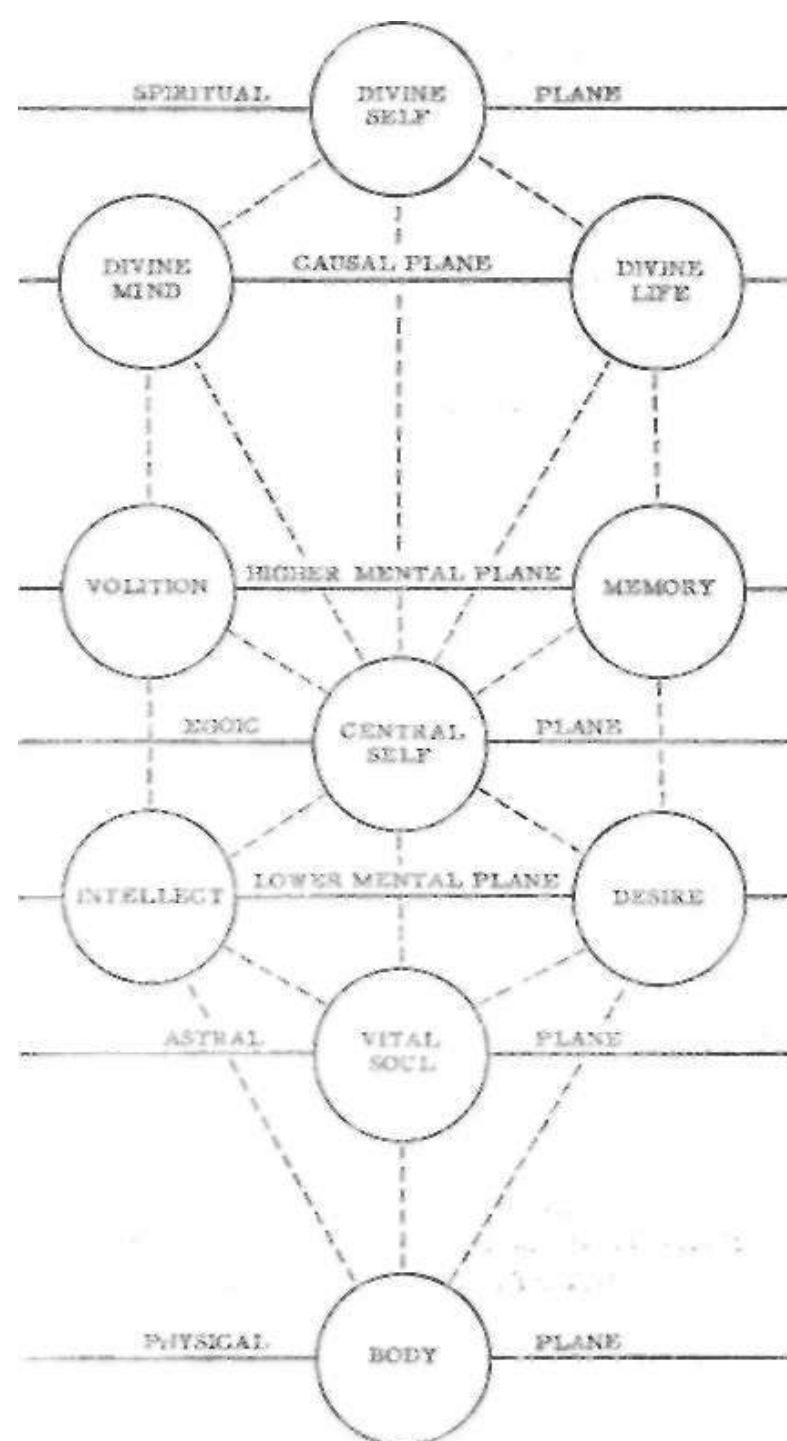 SPIRITUAL DIVINE PLANE
SELF
DIVINE CAUSAL PLANE DIVINE
MIND LIFE
VOLITION HIGHER MENTAL PLANE MEMORY
EGOIC CENTRAL PLANE
SELF
INTELLECT LOWER MENTAL PLANE DESIRE
ASTRAL VITAL PLANE
SOUL
PHYSICAL BODY PLANE